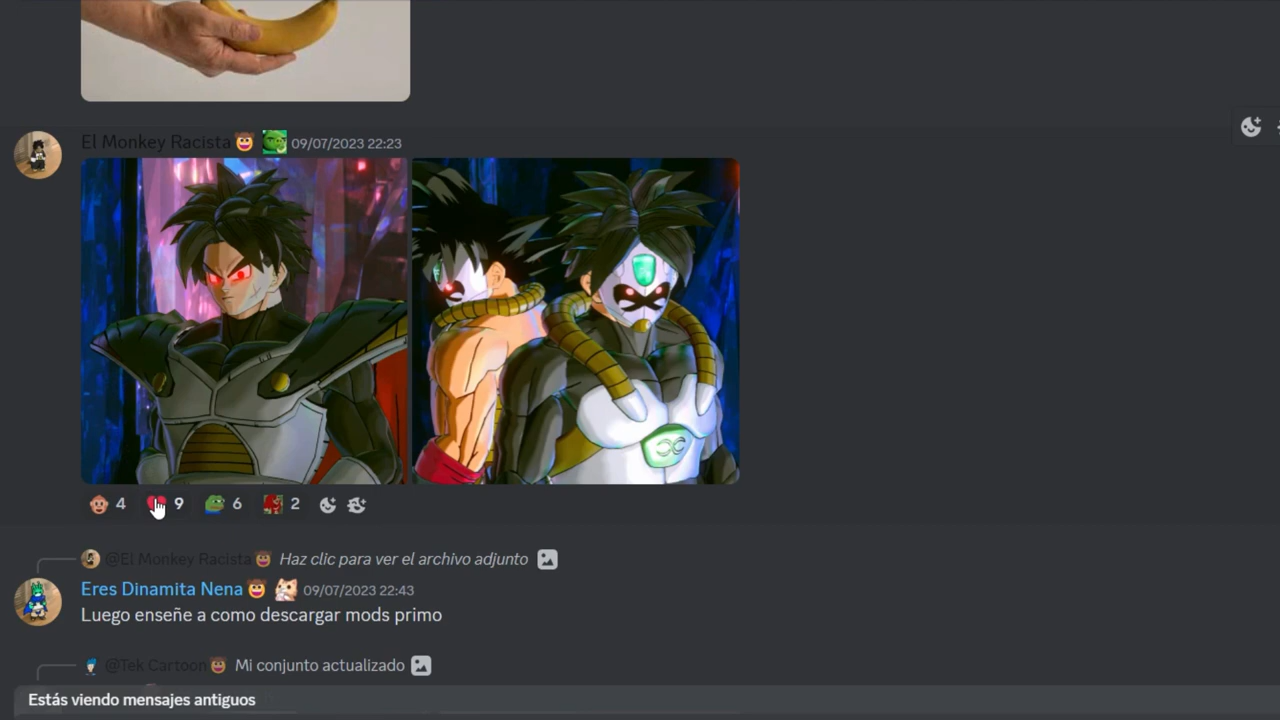 El Monkey Racista 09/07/2023 22:23
4 9 6 2
@El Monkey Racista Haz clic para ver el archivo adjunto
Eres Dinamita Nena 09/07/2023 22:43
Luego enseñe a como descargar mods primo
@Tek Cartoon Mi conjunto actualizado
Estás viendo mensajes antiguos